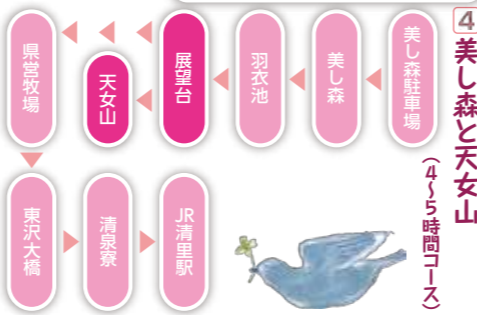 4
美し森と天女山
(4〜5時間コース)
美し森駐車場
美し森
羽衣池
展望台
天女山
県営牧場
東沢大橋
清泉寮
JR清里駅